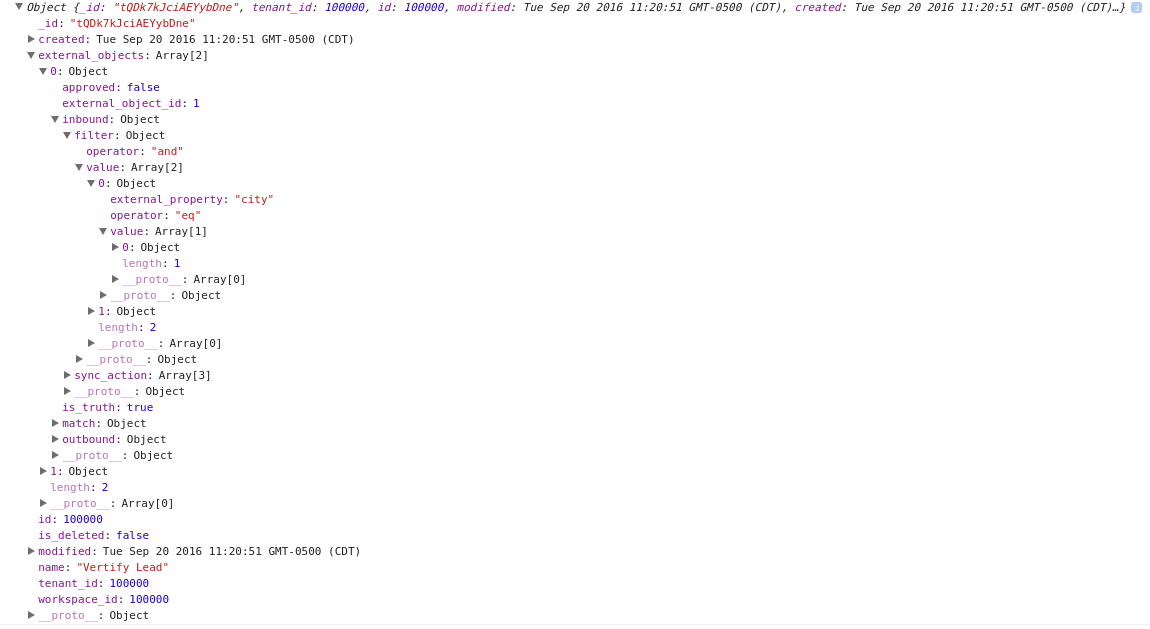 Object {_id: "tQDk7kJciAEYybDne", tenant_id: 100000, id: 100000, modified: Tue Sep 20 2016 11:20:51 GMT-0500 (CDT), created: Tue Sep 20 2016 11:20:51 GMT-0500 (CDT)…} i
_id: "tQDk7kJciAEYybDne"
created: Tue Sep 20 2016 11:20:51 GMT-0500 (CDT)
external_objects: Array[2]
0: Object
approved: false
external_object_id: 1
inbound: Object
filter: Object
operator: "and"
value: Array[2]
0: Object
external_property: "city"
operator: "eq"
value: Array[1]
0: Object
length: 1
__proto__: Array[0]
__proto__: Object
1: Object
length: 2
__proto__: Array[0]
__proto__: Object
sync_action: Array[3]
__proto__: Object
is_truth: true
match: Object
outbound: Object
__proto__: Object
1: Object
length: 2
__proto__: Array[0]
id: 100000
is_deleted: false
modified: Tue Sep 20 2016 11:20:51 GMT-0500 (CDT)
name: "Vertify Lead"
tenant_id: 100000
workspace_id: 100000
__proto__: Object